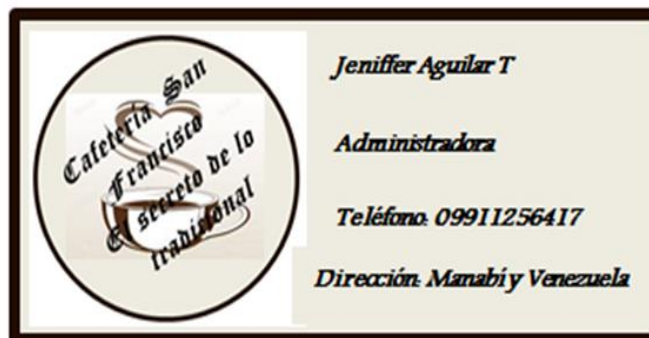 Cafetería San
Francisco
El secreto de lo
tradicional
Jeniffer Aguilar T
Administradora
Teléfono: 09911256417
Dirección: Manabí y Venezuela